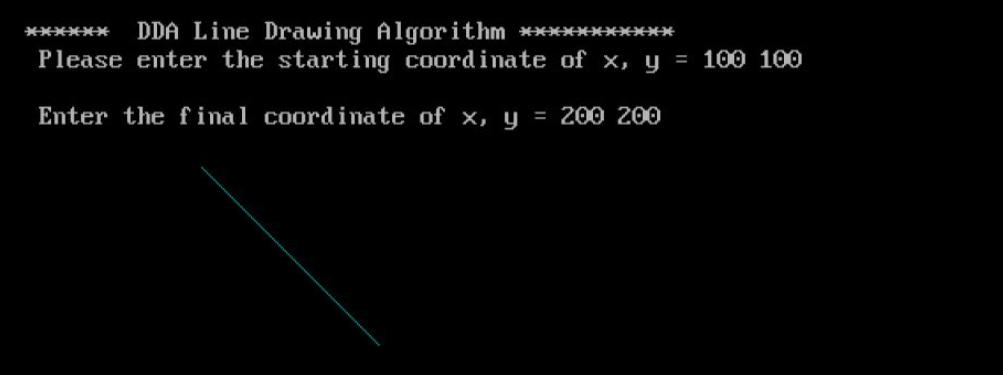 ******  DDA Line Drawing Algorithm ***********
Please enter the starting coordinate of x, y = 100 100
Enter the final coordinate of x, y = 200 200